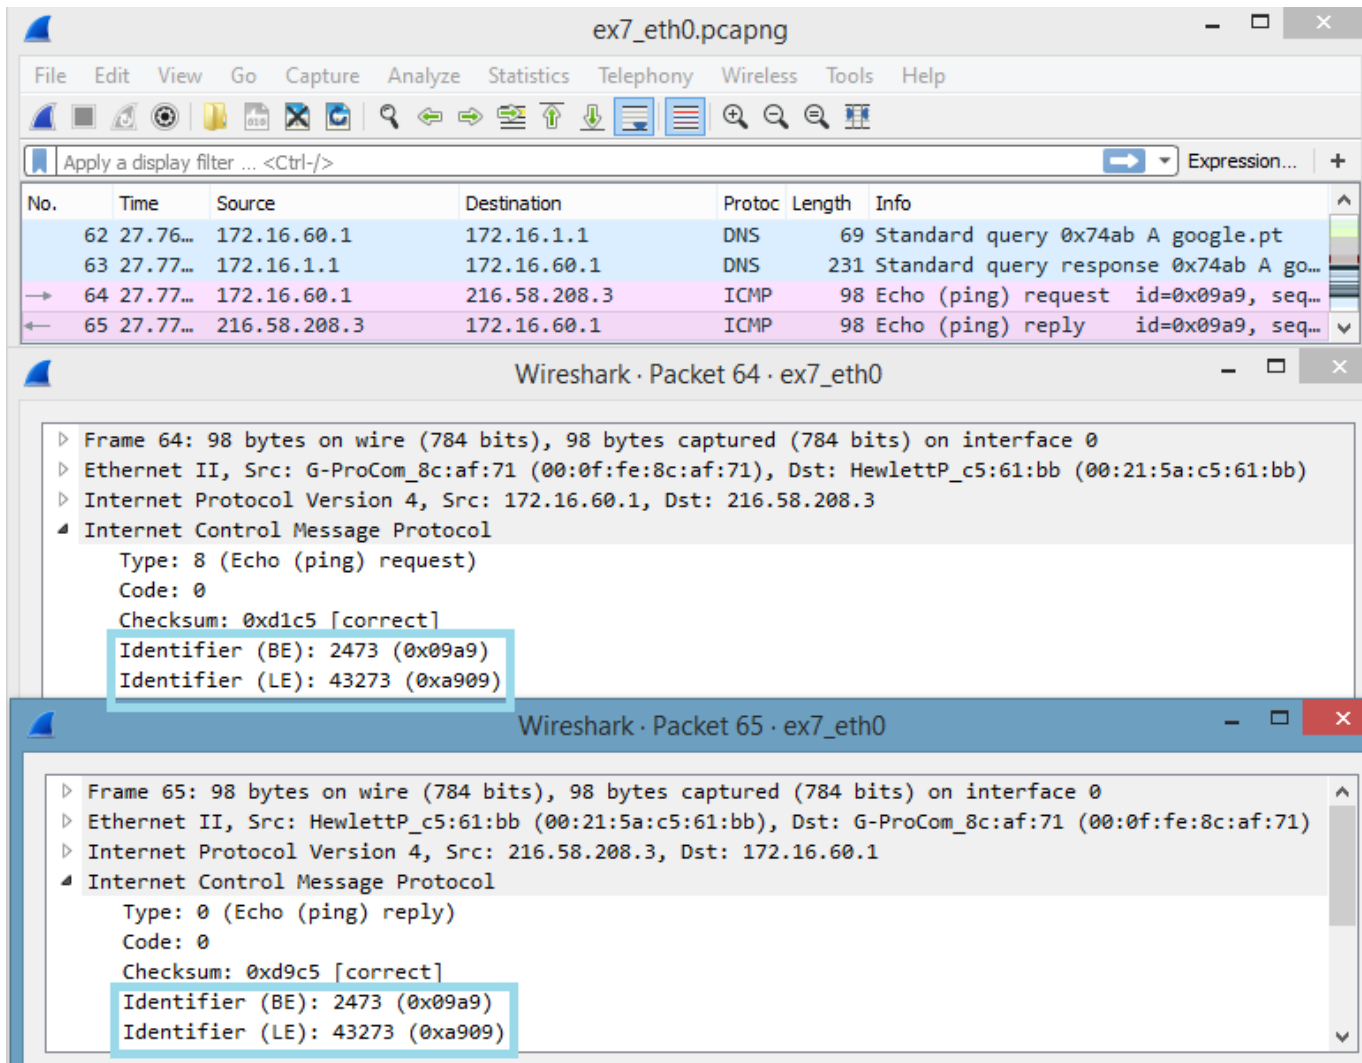 ex7_eth0.pcapng
File Edit View Go Capture Analyze Statistics Telephony Wireless Tools Help
Apply a display filter ... <Ctrl-/> Expression... +
No. Time Source Destination Protoc Length Info
62 27.76… 172.16.60.1 172.16.1.1 DNS 69 Standard query 0x74ab A google.pt
63 27.77… 172.16.1.1 172.16.60.1 DNS 231 Standard query response 0x74ab A go…
64 27.77… 172.16.60.1 216.58.208.3 ICMP 98 Echo (ping) request id=0x09a9, seq…
65 27.77… 216.58.208.3 172.16.60.1 ICMP 98 Echo (ping) reply id=0x09a9, seq…
Wireshark · Packet 64 · ex7_eth0
Frame 64: 98 bytes on wire (784 bits), 98 bytes captured (784 bits) on interface 0
Ethernet II, Src: G-ProCom_8c:af:71 (00:0f:fe:8c:af:71), Dst: HewlettP_c5:61:bb (00:21:5a:c5:61:bb)
Internet Protocol Version 4, Src: 172.16.60.1, Dst: 216.58.208.3
Internet Control Message Protocol
Type: 8 (Echo (ping) request)
Code: 0
Checksum: 0xd1c5 [correct]
Identifier (BE): 2473 (0x09a9)
Identifier (LE): 43273 (0xa909)
Wireshark · Packet 65 · ex7_eth0
Frame 65: 98 bytes on wire (784 bits), 98 bytes captured (784 bits) on interface 0
Ethernet II, Src: HewlettP_c5:61:bb (00:21:5a:c5:61:bb), Dst: G-ProCom_8c:af:71 (00:0f:fe:8c:af:71)
Internet Protocol Version 4, Src: 216.58.208.3, Dst: 172.16.60.1
Internet Control Message Protocol
Type: 0 (Echo (ping) reply)
Code: 0
Checksum: 0xd9c5 [correct]
Identifier (BE): 2473 (0x09a9)
Identifier (LE): 43273 (0xa909)